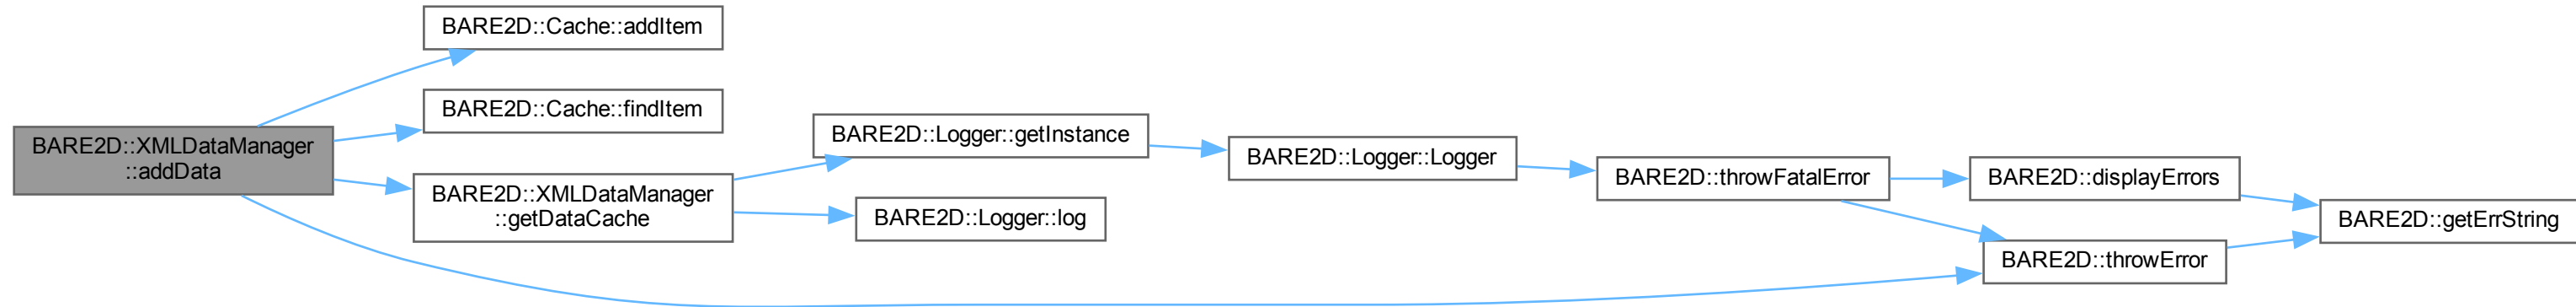 BARE2D::Cache::addItem
BARE2D::Cache::findItem
BARE2D::XMLDataManager
::addData
BARE2D::XMLDataManager
::getDataCache
BARE2D::Logger::getInstance
BARE2D::Logger::log
BARE2D::Logger::Logger
BARE2D::throwFatalError
BARE2D::displayErrors
BARE2D::throwError
BARE2D::getErrString